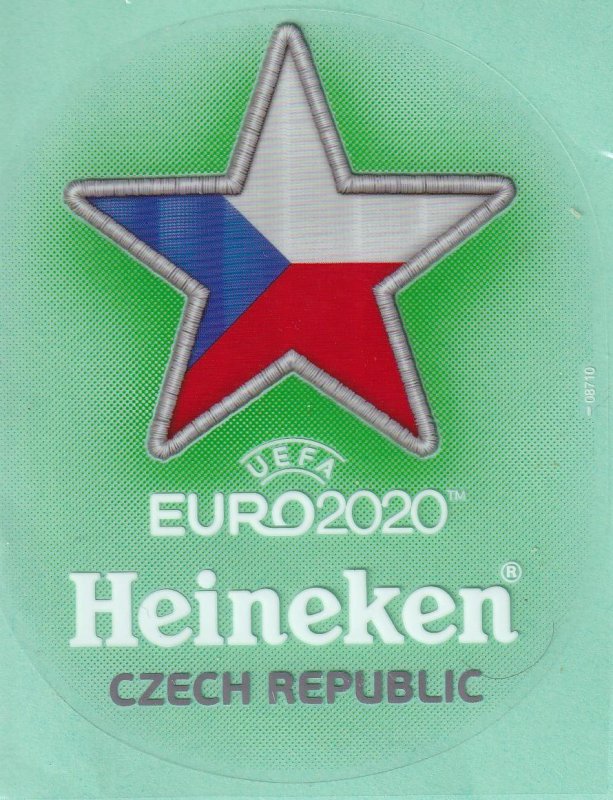 UEFA
EURO2020™
Heineken®
CZECH REPUBLIC
– 08710